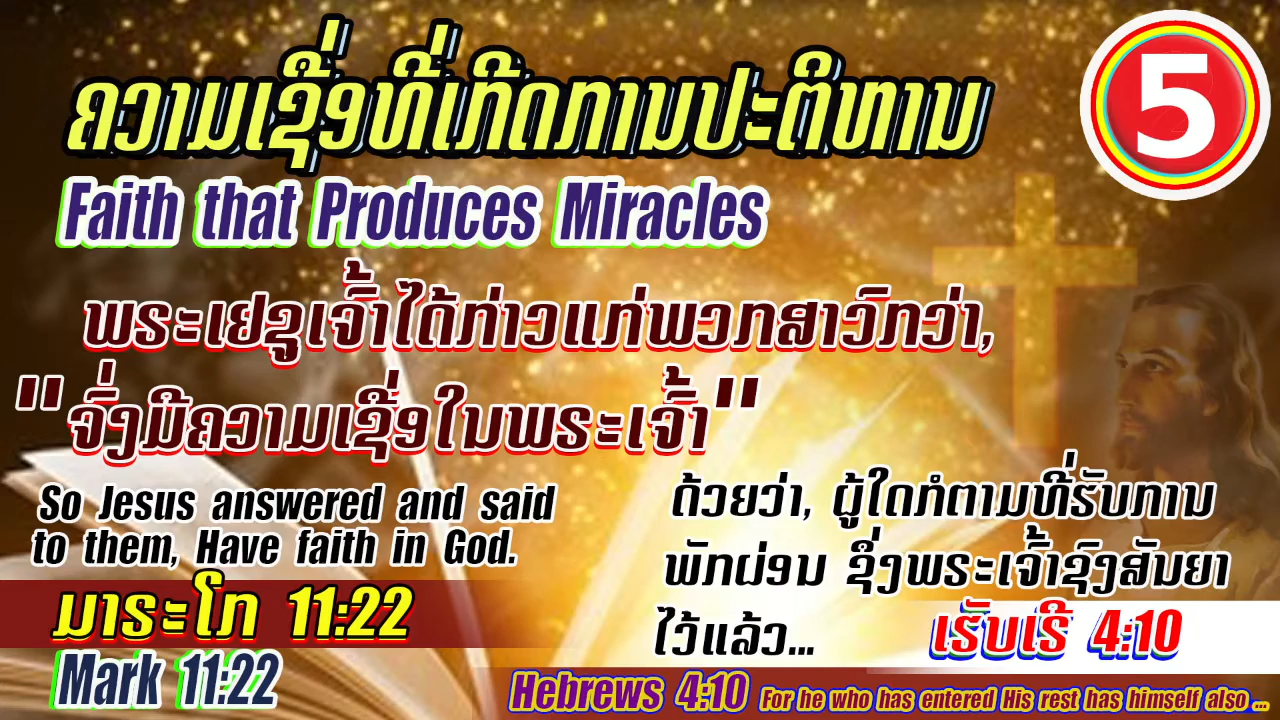 ຄວາມເຊື່ອທີ່ເກີດການປະຕິຫານ
5
Faith that Produces Miracles
ພຣະເຢຊູເຈົ້າໄດ້ກ່າວແກ່ພວກສາວົກວ່າ,
"ຈົ່ງມີຄວາມເຊື່ອໃນພຣະເຈົ້າ"
So Jesus answered and said
to them, Have faith in God.
ມາຣະໂກ 11:22
Mark 11:22
ດ້ວຍວ່າ, ຜູ້ໃດກໍຕາມທີ່ຮັບການ
ພັກຜ່ອນ ຊຶ່ງພຣະເຈົ້າຊົງສັນຍາ
ໄວ້ແລ້ວ...
ເຮັບເຣີ 4:10
Hebrews 4:10 For he who has entered His rest has himself also ...